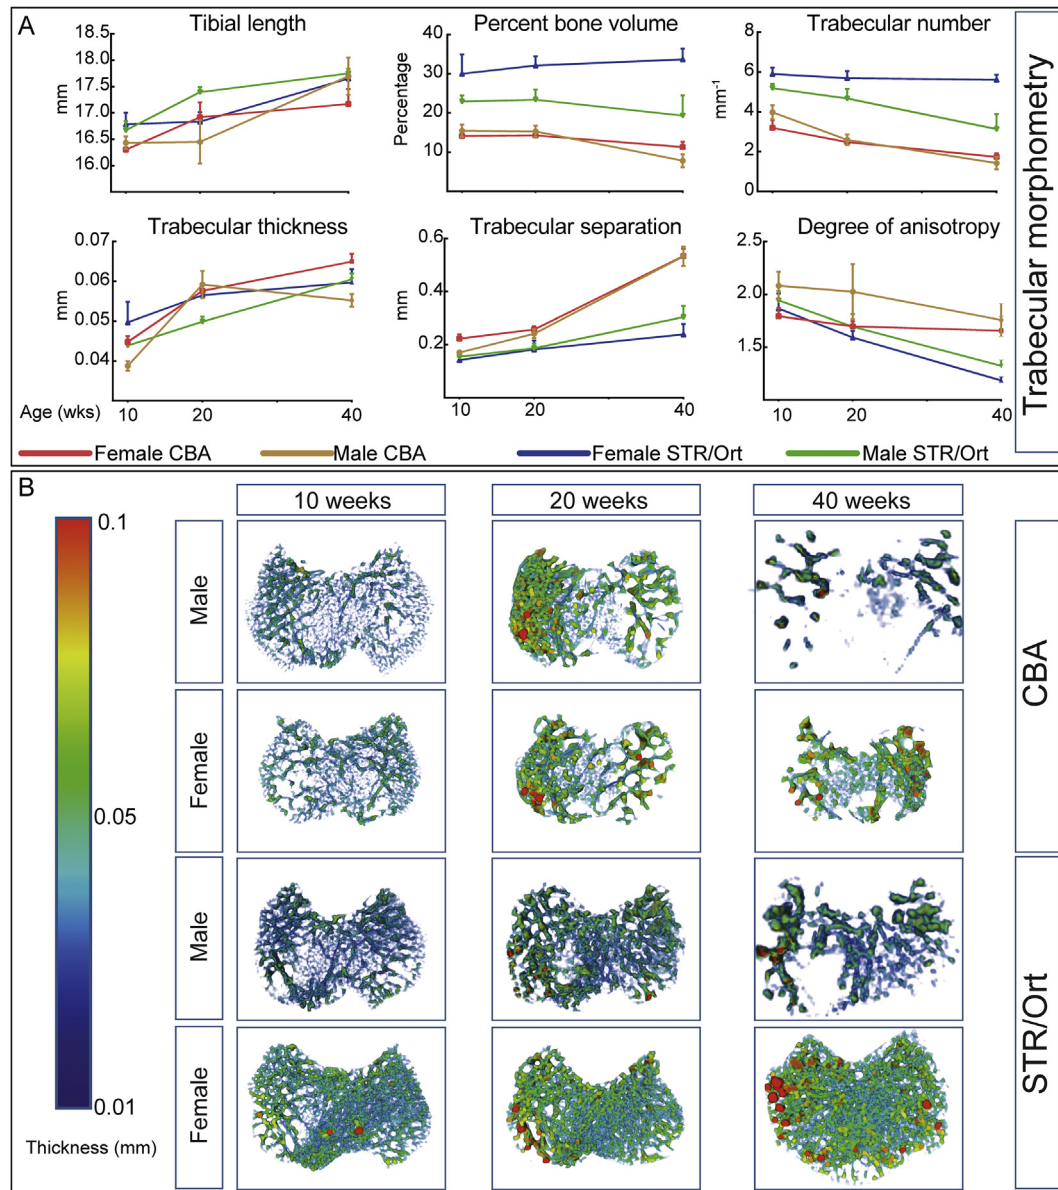 A
Tibial length
Percent bone volume
Trabecular number
18.5
18.0
17.5
17.0
16.5
16.0
mm
40
30
20
10
Percentage
8
6
4
2
0
mm-1
Trabecular thickness
Trabecular separation
Degree of anisotropy
0.07
0.06
0.05
0.04
mm
0.6
0.4
0.2
mm
2.5
2.0
1.5
Age (wks)
10 20 40
10 20 40
10 20 40
Trabecular morphometry
Female CBA Male CBA Female STR/Ort Male STR/Ort
B
10 weeks 20 weeks 40 weeks
0.1
0.05
0.01
Thickness (mm)
Male
Female
CBA
Male
Female
STR/Ort